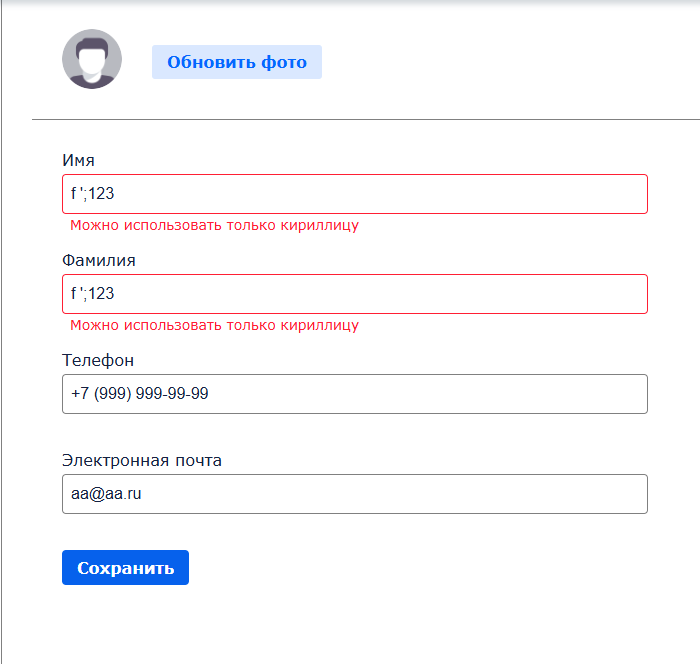 Обновить фото
Имя
f ';123
Можно использовать только кириллицу
Фамилия
f ';123
Можно использовать только кириллицу
Телефон
+7 (999) 999-99-99
Электронная почта
aa@aa.ru
Сохранить